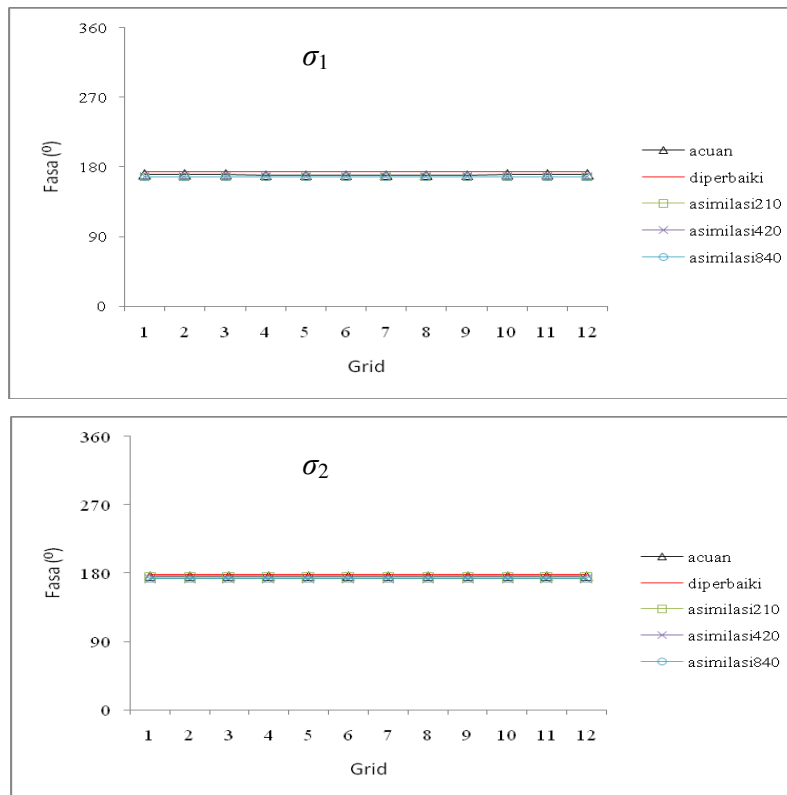 σ1
360
270
180
90
0
Fasa (º)
1 2 3 4 5 6 7 8 9 10 11 12
Grid
acuan
diperbaiki
asimilasi210
asimilasi420
asimilasi840
σ2
360
270
180
90
0
Fasa (º)
1 2 3 4 5 6 7 8 9 10 11 12
Grid
acuan
diperbaiki
asimilasi210
asimilasi420
asimilasi840